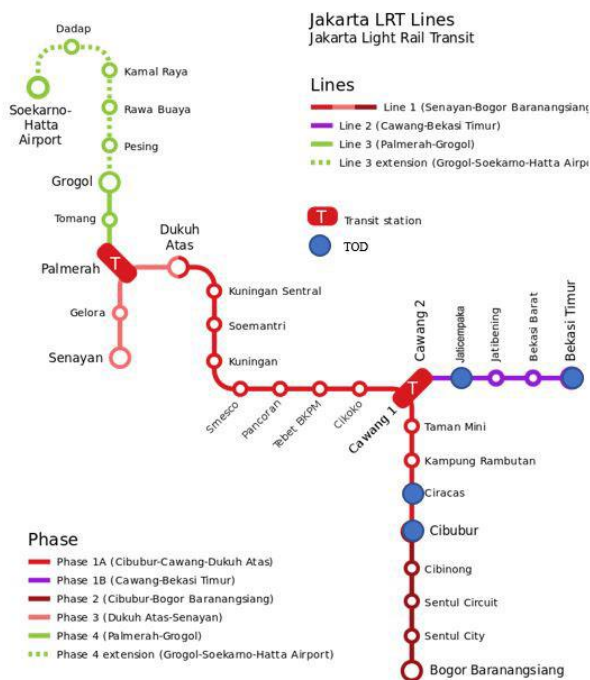 Jakarta LRT Lines
Jakarta Light Rail Transit
Lines
Line 1 (Senayan-Bogor Baranangsiang
Line 2 (Cawang-Bekasi Timur)
Line 3 (Palmerah-Grogol)
Line 3 extension (Grogol-Soekarno-Hatta Airpo
T
Transit station
TOD
Dadap
Kamal Raya
Soekarno-
Hatta
Airport
Rawa Buaya
Pesing
Grogol
Tomang
Palmerah
T
Dukuh
Atas
Gelora
Senayan
Kuningan Sentral
Soemantri
Kuningan
Smesco
Pancoran
Tebet BKPM
Cikoko
Cawang 1
T
Cawang 2
Jaticempaka
Jatibening
Bekasi Barat
Bekasi Timur
Taman Mini
Kampung Rambutan
Ciracas
Cibubur
Cibinong
Sentul Circuit
Sentul City
Bogor Baranangsiang
Phase
Phase 1A (Cibubur-Cawang-Dukuh Atas)
Phase 1B (Cawang-Bekasi Timur)
Phase 2 (Cibubur-Bogor Baranangsiang)
Phase 3 (Dukuh Atas-Senayan)
Phase 4 (Palmerah-Grogol)
Phase 4 extension (Grogol-Soekarno-Hatta Airport)